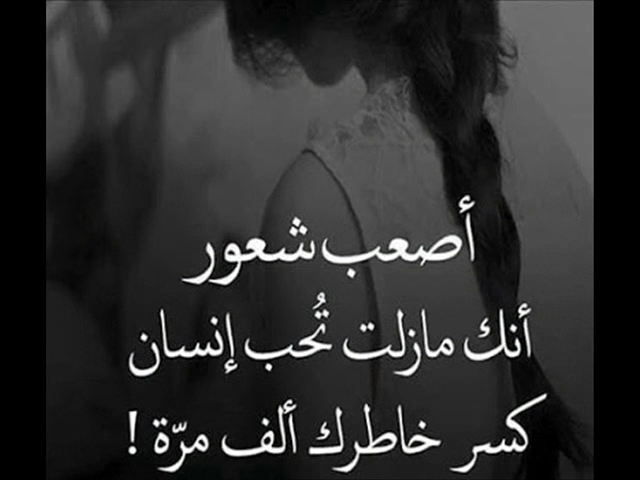 أصعب شعور
أنك مازلت تُحب إنسان
كسر خاطرك ألف مرّة !